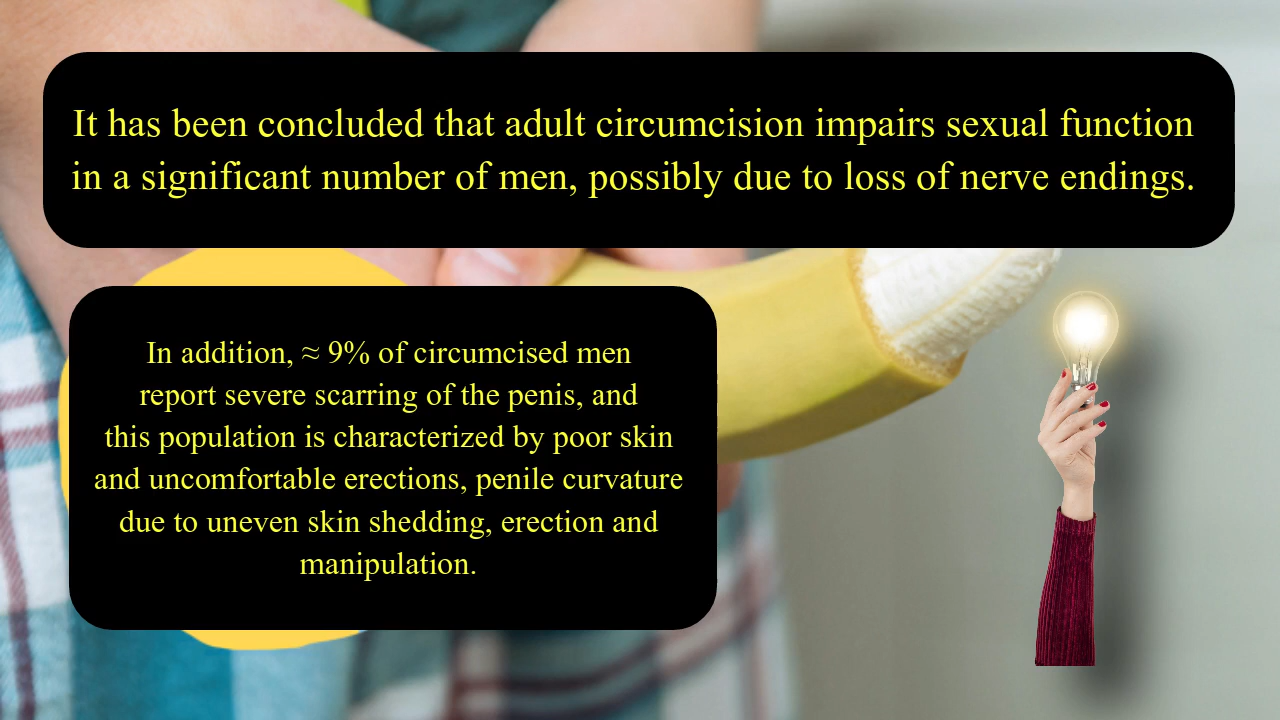 It has been concluded that adult circumcision impairs sexual function
in a significant number of men, possibly due to loss of nerve endings.
In addition, ≈ 9% of circumcised men
report severe scarring of the penis, and
this population is characterized by poor skin
and uncomfortable erections, penile curvature
due to uneven skin shedding, erection and
manipulation.